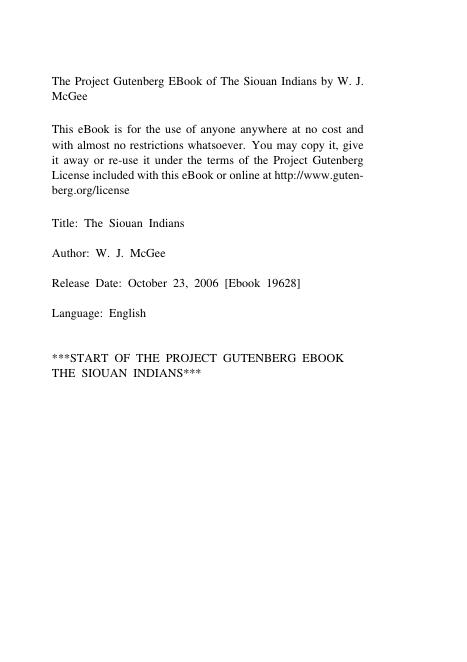 The Project Gutenberg EBook of The Siouan Indians by W. J.
McGee
This eBook is for the use of anyone anywhere at no cost and
with almost no restrictions whatsoever. You may copy it, give
it away or re-use it under the terms of the Project Gutenberg
License included with this eBook or online at http://www.guten-
berg.org/license
Title: The Siouan Indians
Author: W. J. McGee
Release Date: October 23, 2006 [Ebook 19628]
Language: English
***START OF THE PROJECT GUTENBERG EBOOK
THE SIOUAN INDIANS***